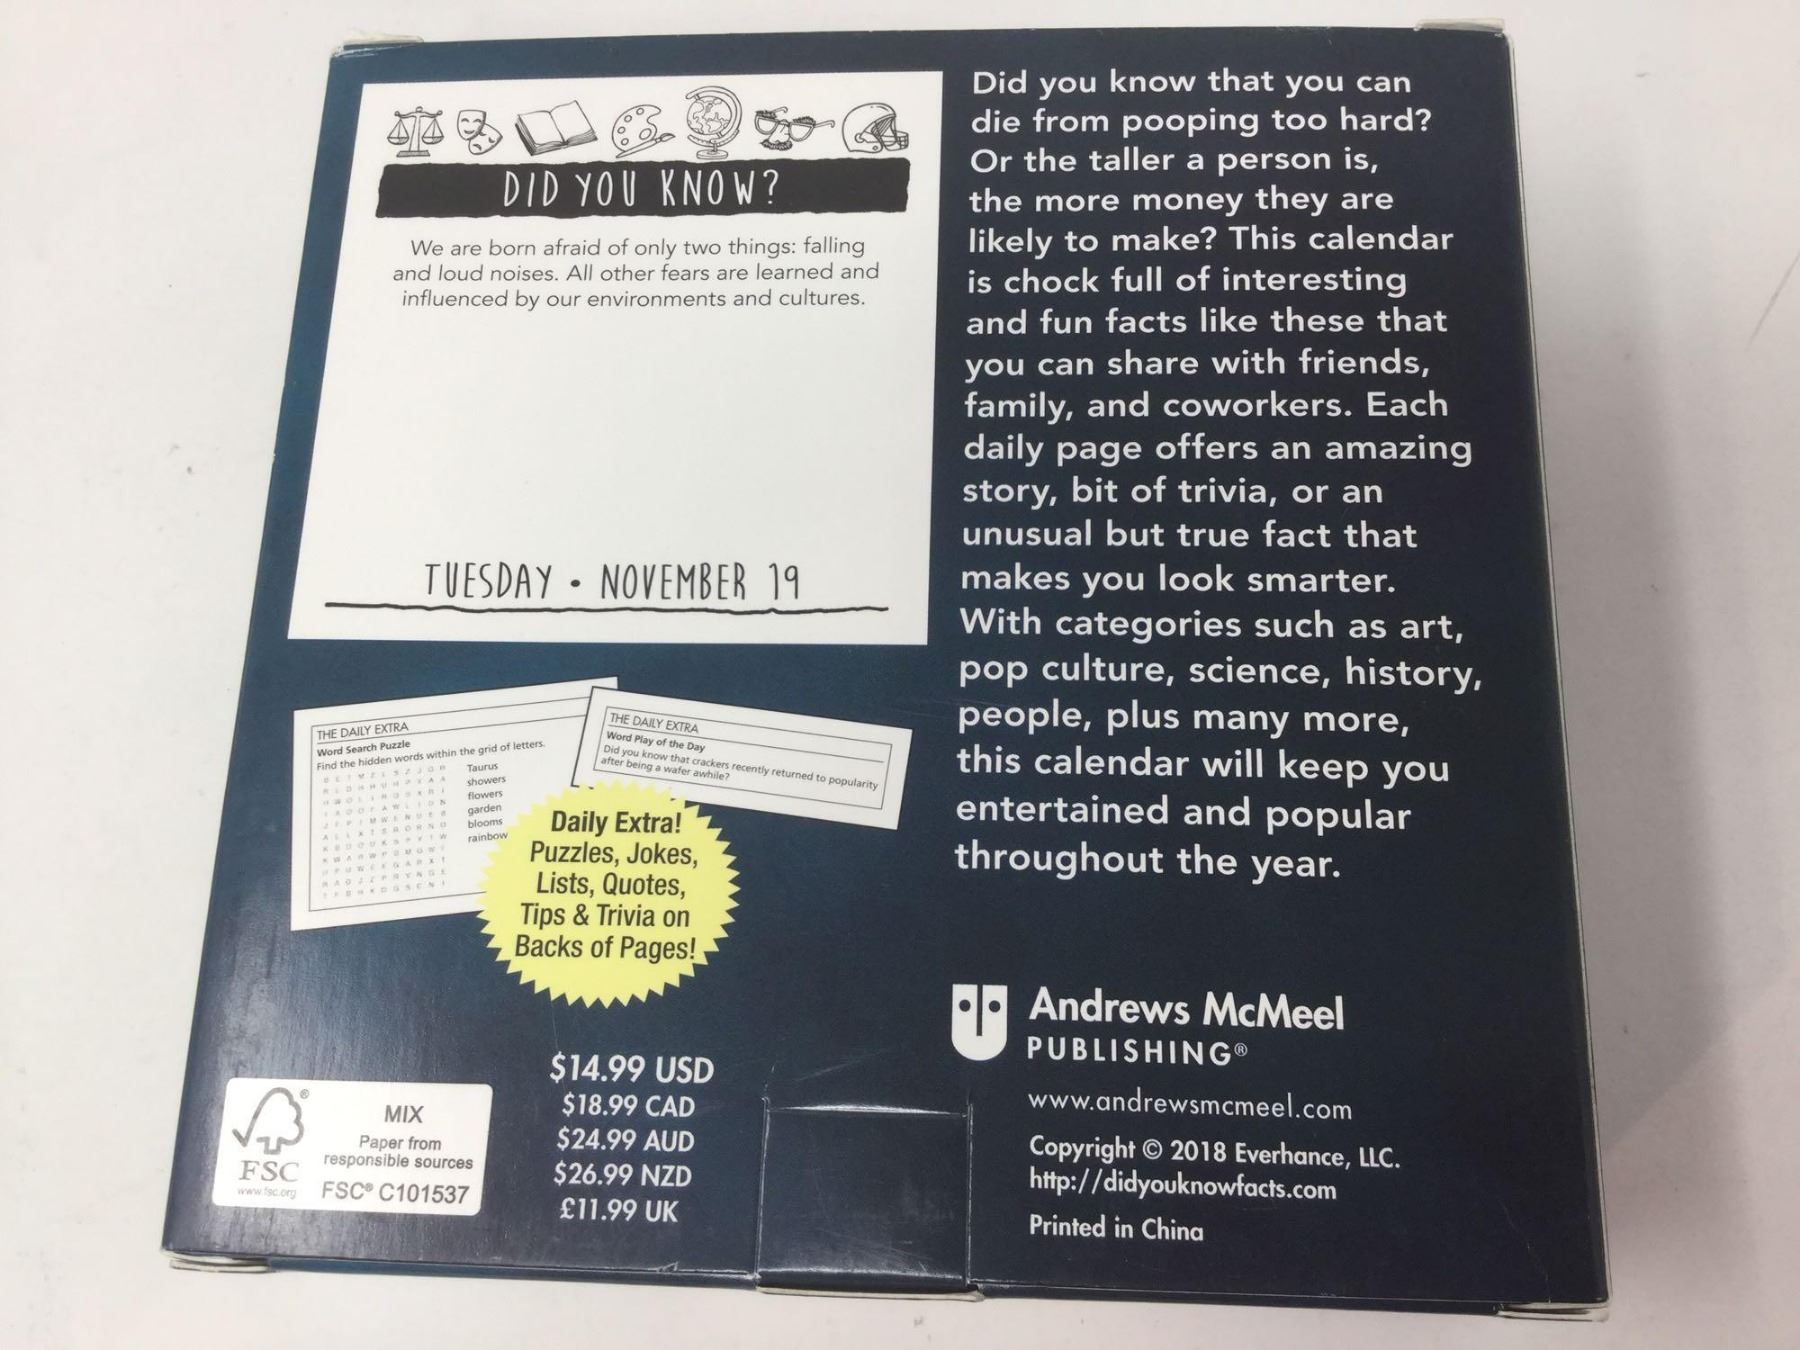 DID YOU KNOW?
We are born afraid of only two things: falling
and loud noises. All other fears are learned and
influenced by our environments and cultures.
TUESDAY • NOVEMBER 19
THE DAILY EXTRA
Word Search Puzzle
Find the hidden words within the grid of letters.
Taurus
showers
flowers
garden
blooms
rainbow
THE DAILY EXTRA
Word Play of the Day
Did you know that crackers recently returned to popularity
after being a wafer awhile?
Daily Extra!
Puzzles, Jokes,
Lists, Quotes,
Tips & Trivia on
Backs of Pages!
$14.99 USD
$18.99 CAD
$24.99 AUD
$26.99 NZD
£11.99 UK
®
FSC
www.fsc.org
MIX
Paper from
responsible sources
FSC® C101537
Did you know that you can
die from pooping too hard?
Or the taller a person is,
the more money they are
likely to make? This calendar
is chock full of interesting
and fun facts like these that
you can share with friends,
family, and coworkers. Each
daily page offers an amazing
story, bit of trivia, or an
unusual but true fact that
makes you look smarter.
With categories such as art,
pop culture, science, history,
people, plus many more,
this calendar will keep you
entertained and popular
throughout the year.
Andrews McMeel
PUBLISHING®
www.andrewsmcmeel.com
Copyright © 2018 Everhance, LLC.
http://didyouknowfacts.com
Printed in China